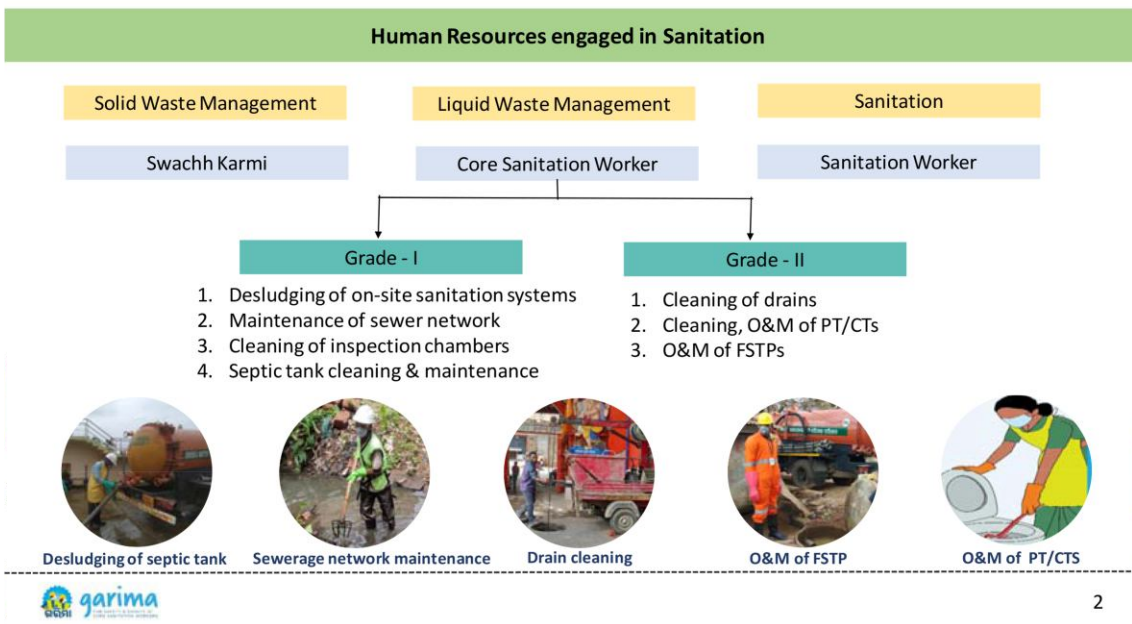 Human Resources engaged in Sanitation
Solid Waste Management
Liquid Waste Management
Sanitation
Swachh Karmi
Core Sanitation Worker
Sanitation Worker
Grade - I
1. Desludging of on-site sanitation systems
2. Maintenance of sewer network
3. Cleaning of inspection chambers
4. Septic tank cleaning & maintenance
Grade - II
1. Cleaning of drains
2. Cleaning, O&M of PT/CTs
3. O&M of FSTPs
Desludging of septic tank
Sewerage network maintenance
Drain cleaning
O&M of FSTP
O&M of PT/CTS
ଗରିମା
garima
2